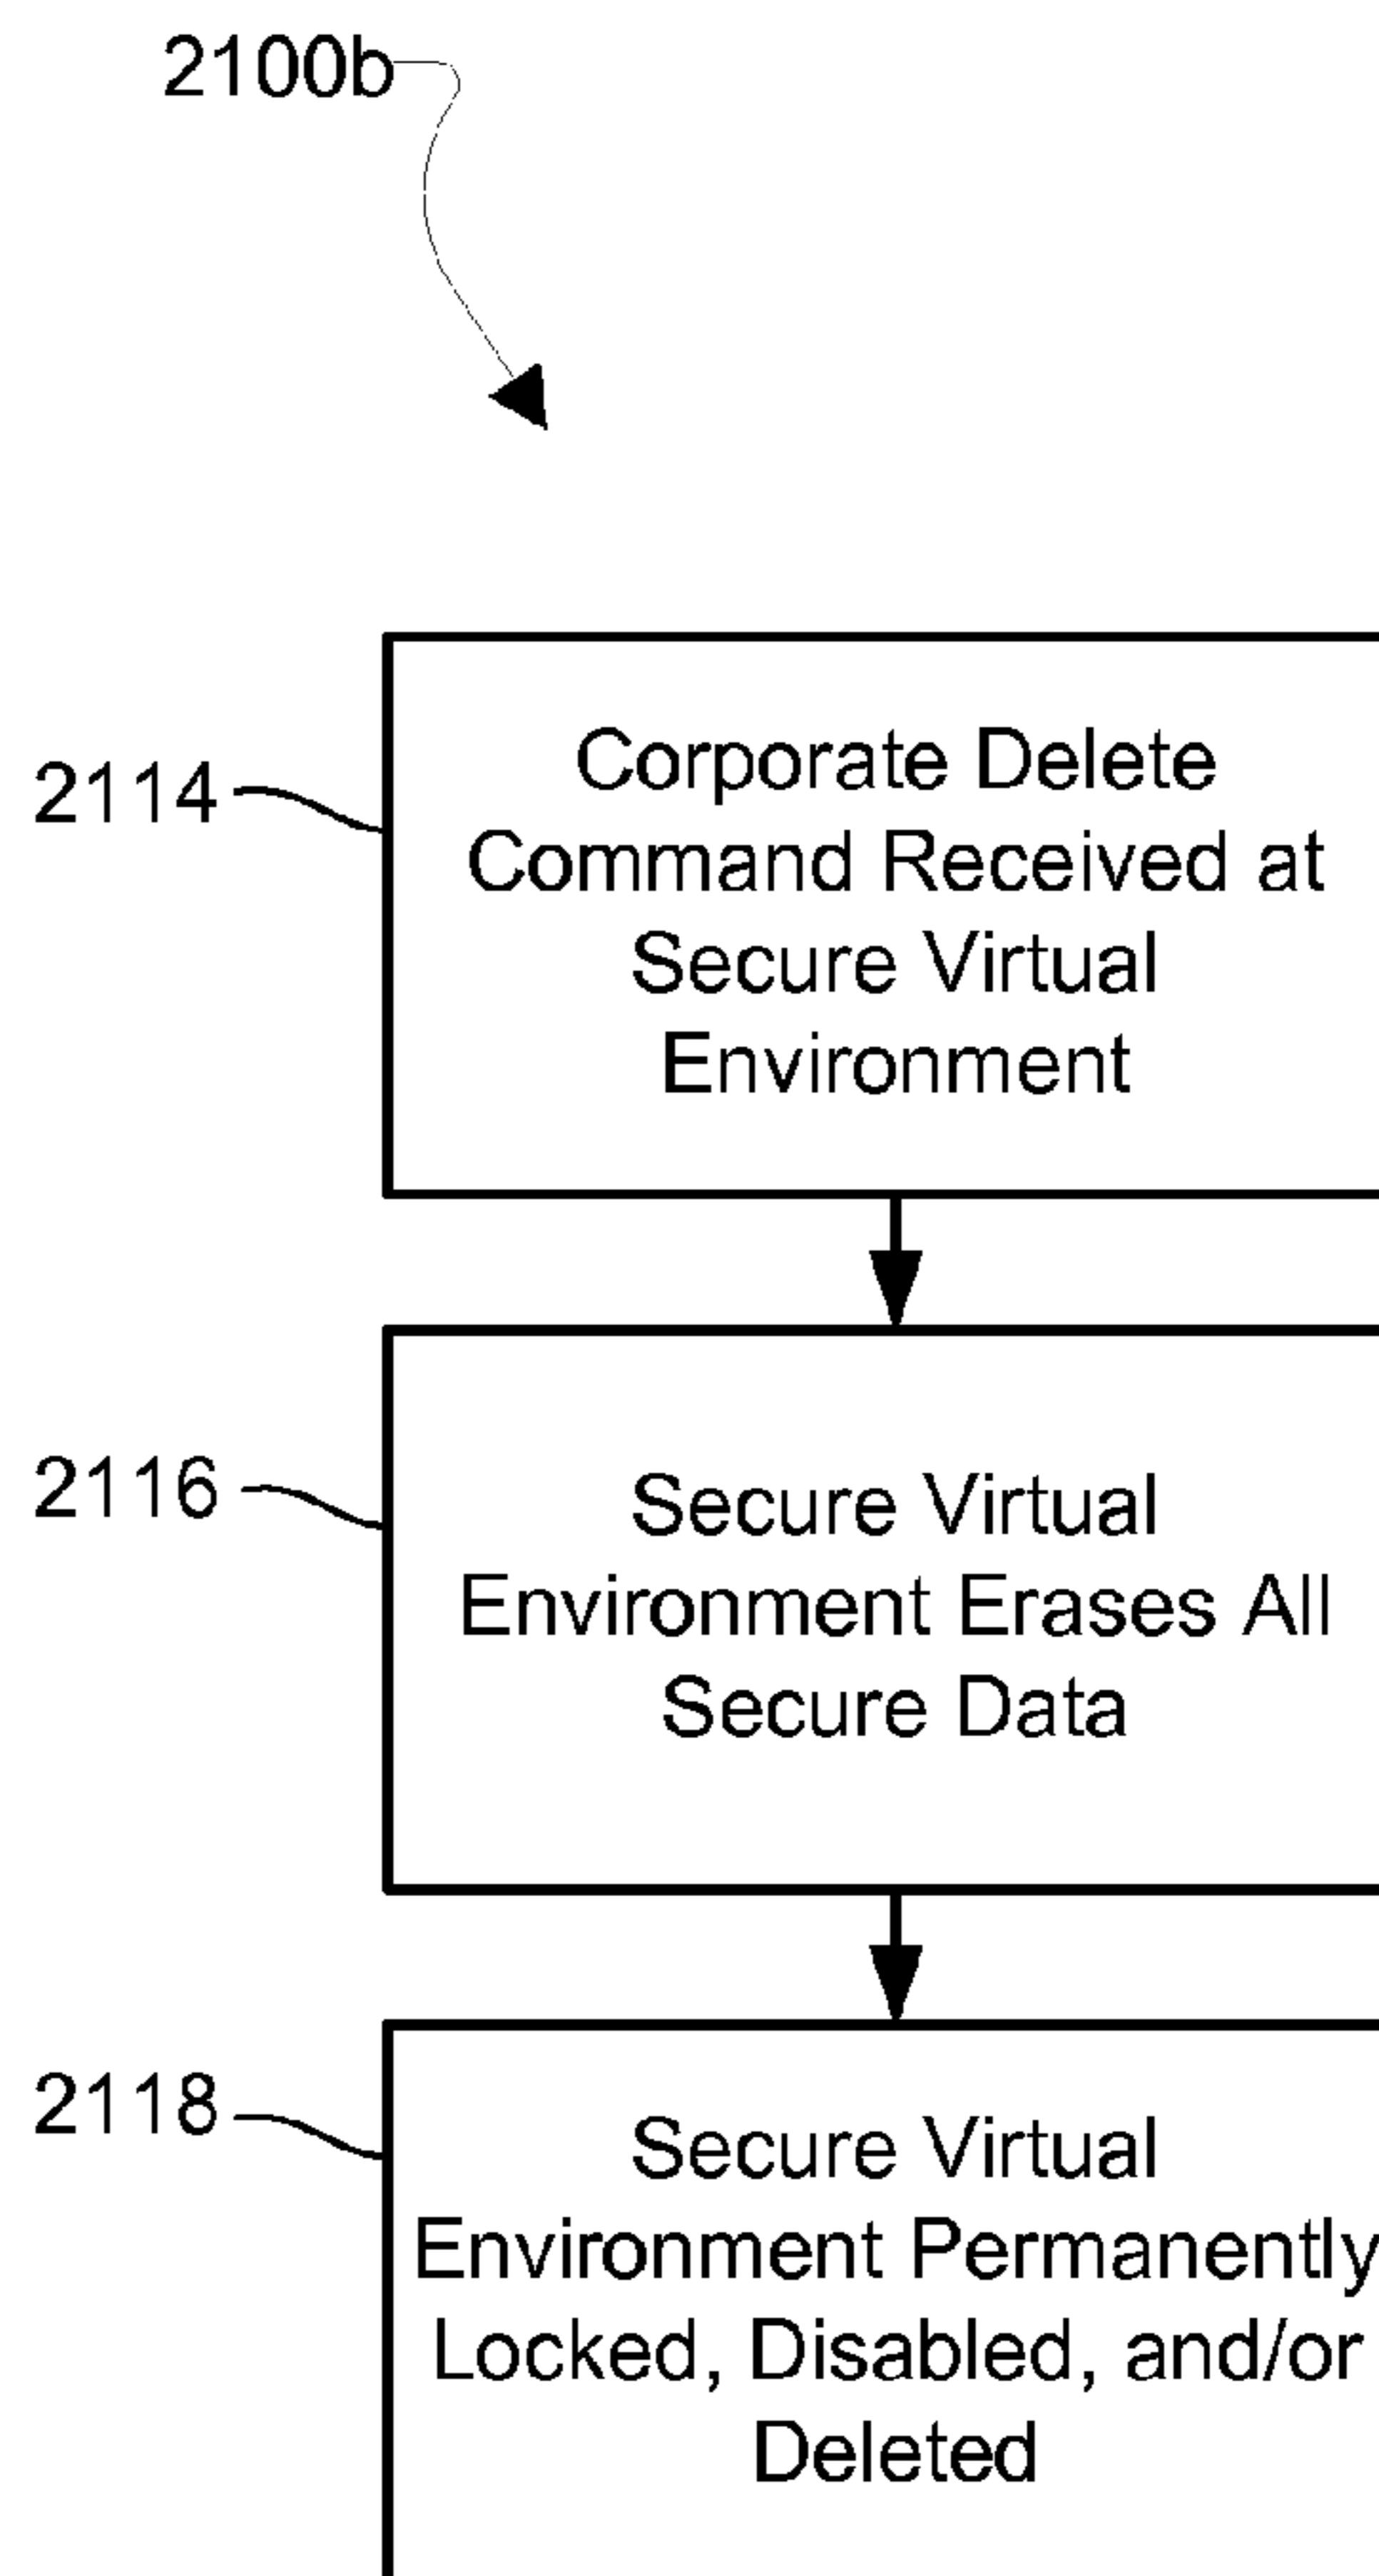 2100b
2114
Corporate Delete
Command Received at
Secure Virtual
Environment
2116
Secure Virtual
Environment Erases All
Secure Data
2118
Secure Virtual
Environment Permanently
Locked, Disabled, and/or
Deleted